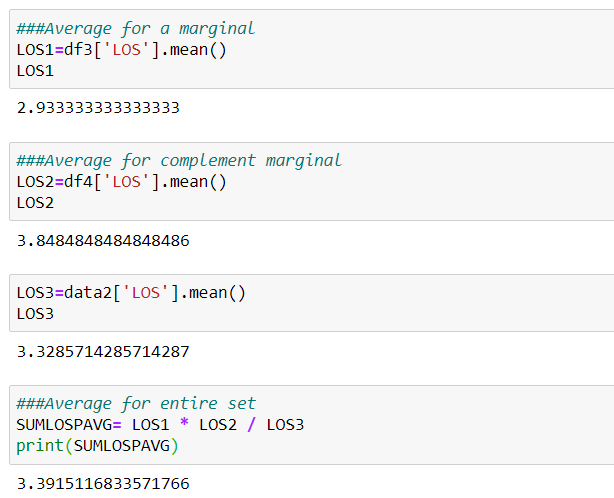 ###Average for a marginal
LOS1=df3['LOS'].mean()
LOS1
2.933333333333333
###Average for complement marginal
LOS2=df4['LOS'].mean()
LOS2
3.8484848484848486
LOS3=data2['LOS'].mean()
LOS3
3.3285714285714287
###Average for entire set
SUMLOSPAVG= LOS1 * LOS2 / LOS3
print(SUMLOSPAVG)
3.3915116833571766